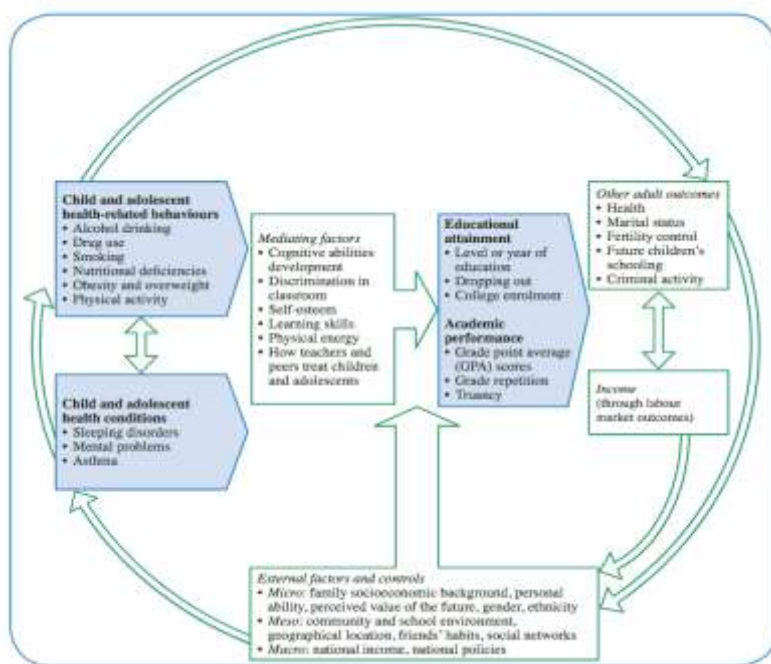 Child and adolescent
health-related behaviours
• Alcohol drinking
• Drug use
• Smoking
• Nutritional deficiencies
• Obesity and overweight
• Physical activity
Child and adolescent
health conditions
• Sleeping disorders
• Mental problems
• Asthma
Mediating factors
• Cognitive abilities
development
• Discrimination in
classroom
• Self-esteem
• Learning skills
• Physical energy
• How teachers and
peers treat children
and adolescents
Educational
attainment
• Level or year of
education
• Dropping out
• College enrolment
Academic
performance
• Grade point average
(GPA) scores
• Grade repetition
• Truancy
Other adult outcomes
• Health
• Marital status
• Fertility control
• Future children's
schooling
• Criminal activity
Income
(through labour
market outcomes)
External factors and controls
• Micro: family socioeconomic background, personal
ability, perceived value of the future, gender, ethnicity
• Meso: community and school environment,
geographical location, friends' habits, social networks
• Macro: national income, national policies